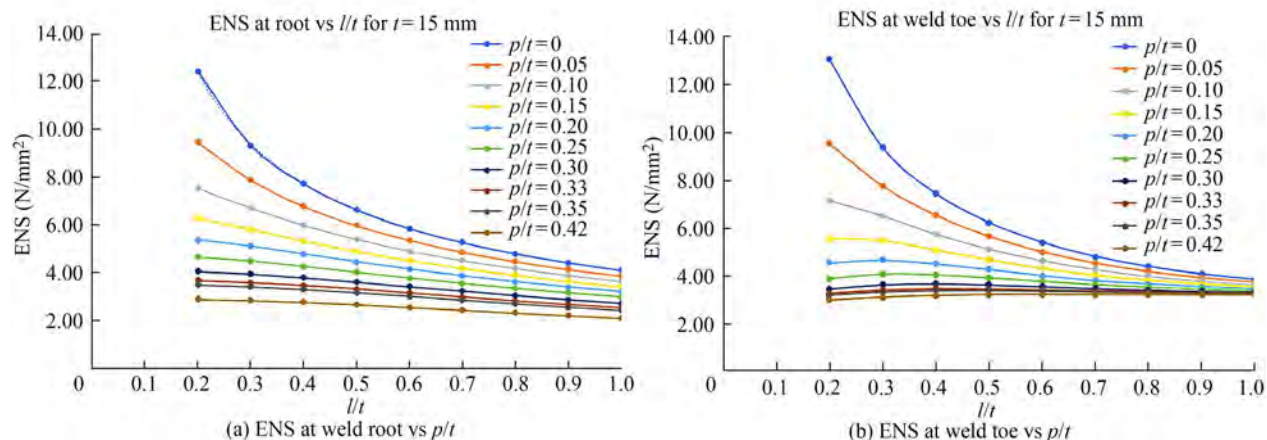 ENS at root vs l/t for t=15 mm
14.00
12.00
10.00
8.00
6.00
4.00
2.00
0
ENS (N/mm²)
p/t=0
p/t=0.05
p/t=0.10
p/t=0.15
p/t=0.20
p/t=0.25
p/t=0.30
p/t=0.33
p/t=0.35
p/t=0.42
0.1 0.2 0.3 0.4 0.5 0.6 0.7 0.8 0.9 1.0
l/t
(a) ENS at weld root vs p/t
ENS at weld toe vs l/t for t=15 mm
14.00
12.00
10.00
8.00
6.00
4.00
2.00
0
ENS (N/mm²)
p/t=0
p/t=0.05
p/t=0.10
p/t=0.15
p/t=0.20
p/t=0.25
p/t=0.30
p/t=0.33
p/t=0.35
p/t=0.42
0.1 0.2 0.3 0.4 0.5 0.6 0.7 0.8 0.9 1.0
l/t
(b) ENS at weld toe vs p/t